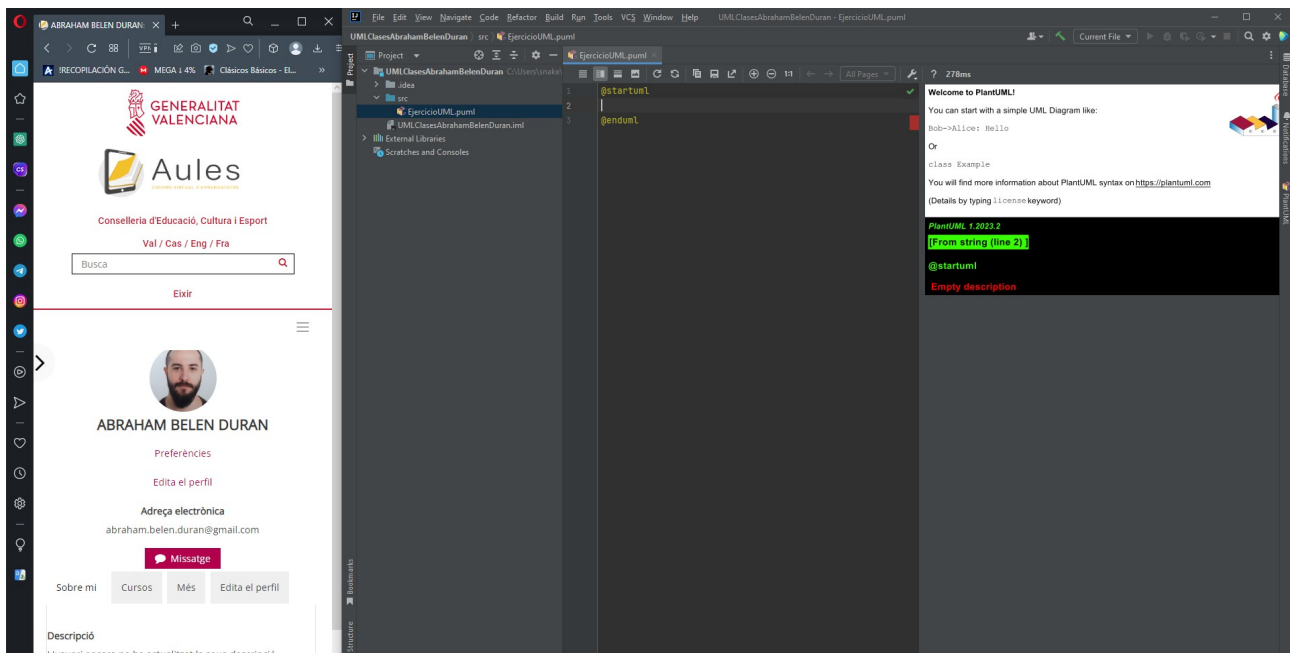 ABRAHAM BELEN DURAN:
!RECOPILACIÓN G...
MEGA ↓ 4%
Clásicos Básicos - El...
»
GENERALITAT
VALENCIANA
Aules
Conselleria d'Educació, Cultura i Esport
Val / Cas / Eng / Fra
Busca
Eixir
ABRAHAM BELEN DURAN
Preferències
Edita el perfil
Adreça electrònica
abraham.belen.duran@gmail.com
Missatge
Sobre mi Cursos Més Edita el perfil
Descripció
File Edit View Navigate Code Refactor Build Run Tools VCS Window Help UMLClasesAbrahamBelenDuran - EjercicioUML.puml
UMLClasesAbrahamBelenDuran src EjercicioUML.puml
Current File
Project
EjercicioUML.puml
UMLClasesAbrahamBelenDuran C:\Users\snake\
.idea
src
EjercicioUML.puml
UMLClasesAbrahamBelenDuran.iml
External Libraries
Scratches and Consoles
Project
Bookmarks
Structure
1:1
All Pages
1 @startuml
2
3 @enduml
? 278ms
Welcome to PlantUML!
You can start with a simple UML Diagram like:
Bob->Alice: Hello
Or
class Example
You will find more information about PlantUML syntax on https://plantuml.com
(Details by typing license keyword)
PlantUML 1.2023.2
[From string (line 2) ]
@startuml
Empty description
Database
Notifications
PlantUML